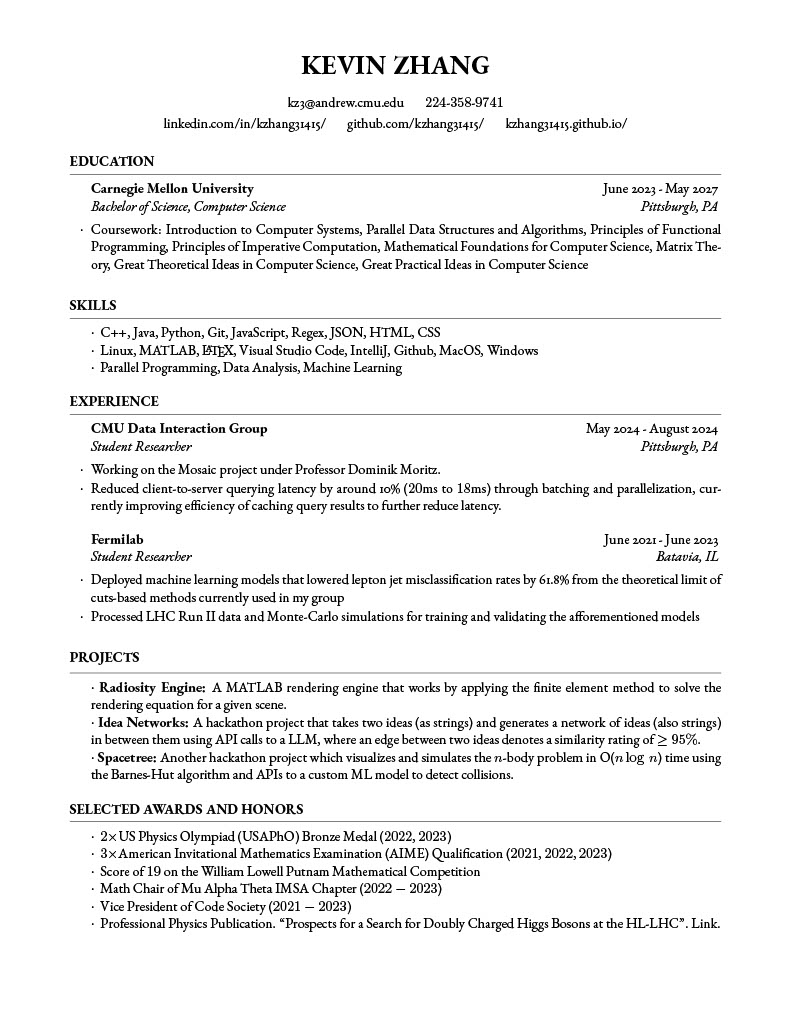 KEVIN ZHANG
kz3@andrew.cmu.edu 224-358-9741
linkedin.com/in/kzhang31415/ github.com/kzhang31415/ kzhang31415.github.io/
EDUCATION
Carnegie Mellon University June 2023 - May 2027
Bachelor of Science, Computer Science Pittsburgh, PA
· Coursework: Introduction to Computer Systems, Parallel Data Structures and Algorithms, Principles of Functional
Programming, Principles of Imperative Computation, Mathematical Foundations for Computer Science, Matrix The-
ory, Great Theoretical Ideas in Computer Science, Great Practical Ideas in Computer Science
SKILLS
· C++, Java, Python, Git, JavaScript, Regex, JSON, HTML, CSS
· Linux, MATLAB, LATEX, Visual Studio Code, IntelliJ, Github, MacOS, Windows
· Parallel Programming, Data Analysis, Machine Learning
EXPERIENCE
CMU Data Interaction Group May 2024 - August 2024
Student Researcher Pittsburgh, PA
· Working on the Mosaic project under Professor Dominik Moritz.
· Reduced client-to-server querying latency by around 10% (20ms to 18ms) through batching and parallelization, cur-
rently improving efficiency of caching query results to further reduce latency.
Fermilab June 2021 - June 2023
Student Researcher Batavia, IL
· Deployed machine learning models that lowered lepton jet misclassification rates by 61.8% from the theoretical limit of
cuts-based methods currently used in my group
· Processed LHC Run II data and Monte-Carlo simulations for training and validating the afforementioned models
PROJECTS
· Radiosity Engine: A MATLAB rendering engine that works by applying the finite element method to solve the
rendering equation for a given scene.
· Idea Networks: A hackathon project that takes two ideas (as strings) and generates a network of ideas (also strings)
in between them using API calls to a LLM, where an edge between two ideas denotes a similarity rating of ≥ 95%.
· Spacetree: Another hackathon project which visualizes and simulates the n-body problem in O(n log n) time using
the Barnes-Hut algorithm and APIs to a custom ML model to detect collisions.
SELECTED AWARDS AND HONORS
· 2×US Physics Olympiad (USAPhO) Bronze Medal (2022, 2023)
· 3×American Invitational Mathematics Examination (AIME) Qualification (2021, 2022, 2023)
· Score of 19 on the William Lowell Putnam Mathematical Competition
· Math Chair of Mu Alpha Theta IMSA Chapter (2022 – 2023)
· Vice President of Code Society (2021 – 2023)
· Professional Physics Publication. “Prospects for a Search for Doubly Charged Higgs Bosons at the HL-LHC”. Link.